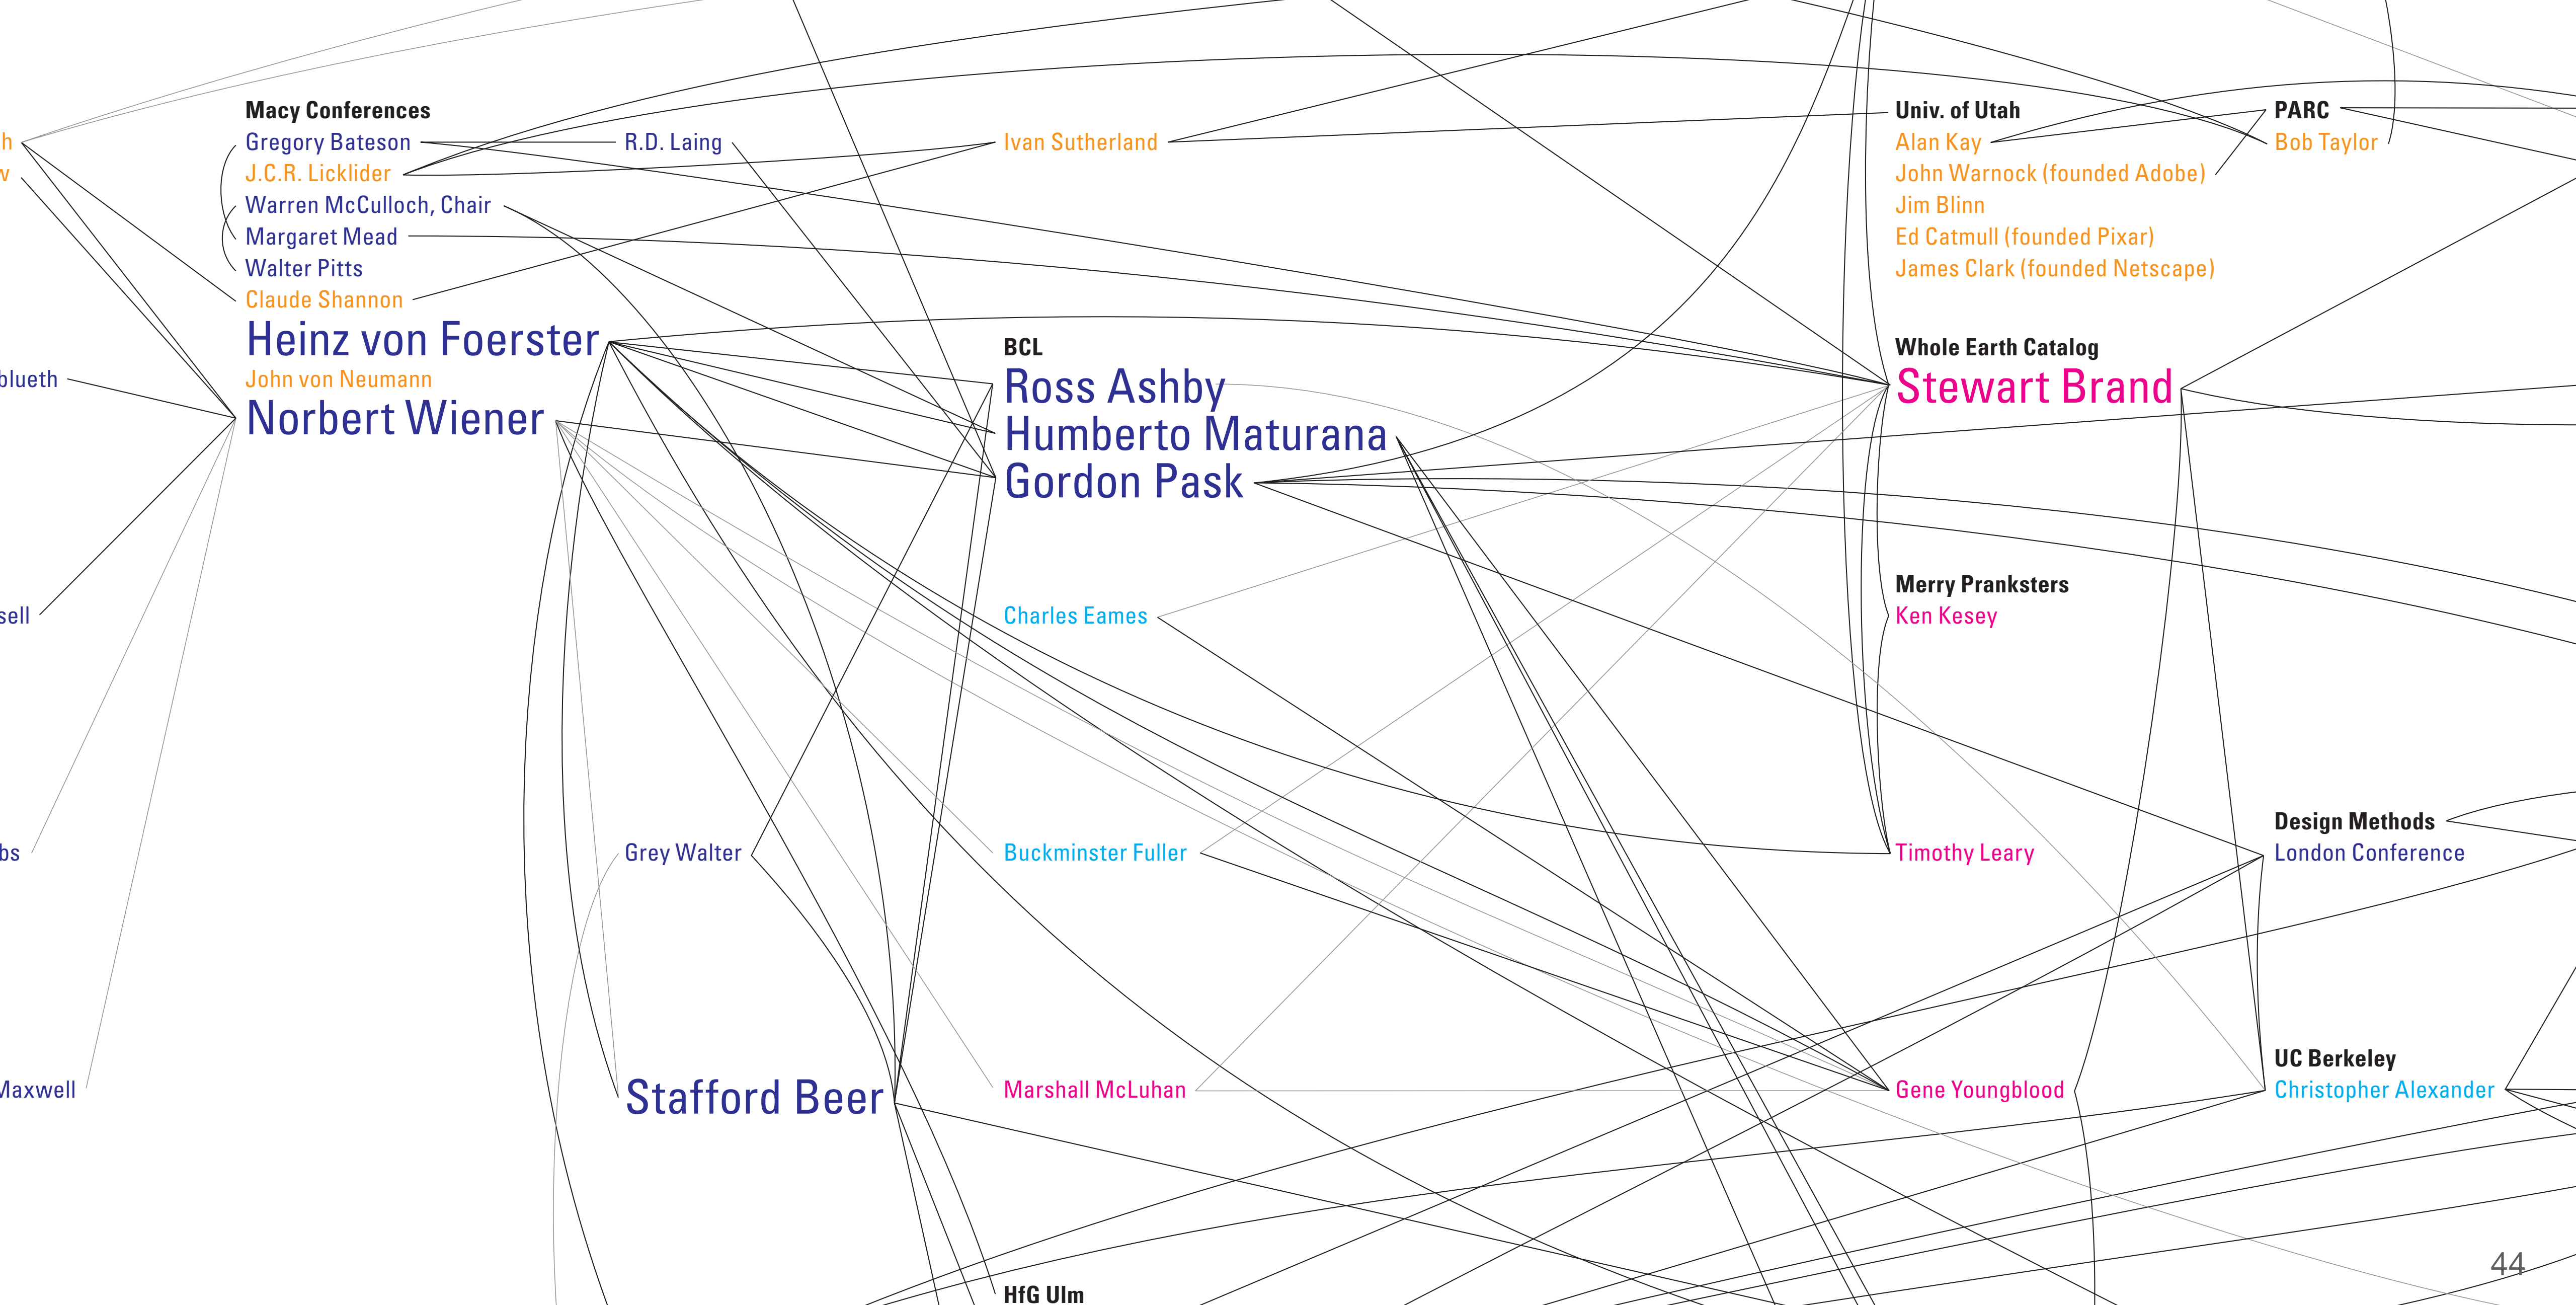 h
w
blueth
sell
bs
Maxwell
Macy Conferences
Gregory Bateson
J.C.R. Licklider
Warren McCulloch, Chair
Margaret Mead
Walter Pitts
Claude Shannon
Heinz von Foerster
John von Neumann
Norbert Wiener
R.D. Laing
Grey Walter
Stafford Beer
Ivan Sutherland
BCL
Ross Ashby
Humberto Maturana
Gordon Pask
Charles Eames
Buckminster Fuller
Marshall McLuhan
HfG Ulm
Univ. of Utah
Alan Kay
John Warnock (founded Adobe)
Jim Blinn
Ed Catmull (founded Pixar)
James Clark (founded Netscape)
Whole Earth Catalog
Stewart Brand
Merry Pranksters
Ken Kesey
Timothy Leary
Gene Youngblood
PARC
Bob Taylor
Design Methods
London Conference
UC Berkeley
Christopher Alexander
44